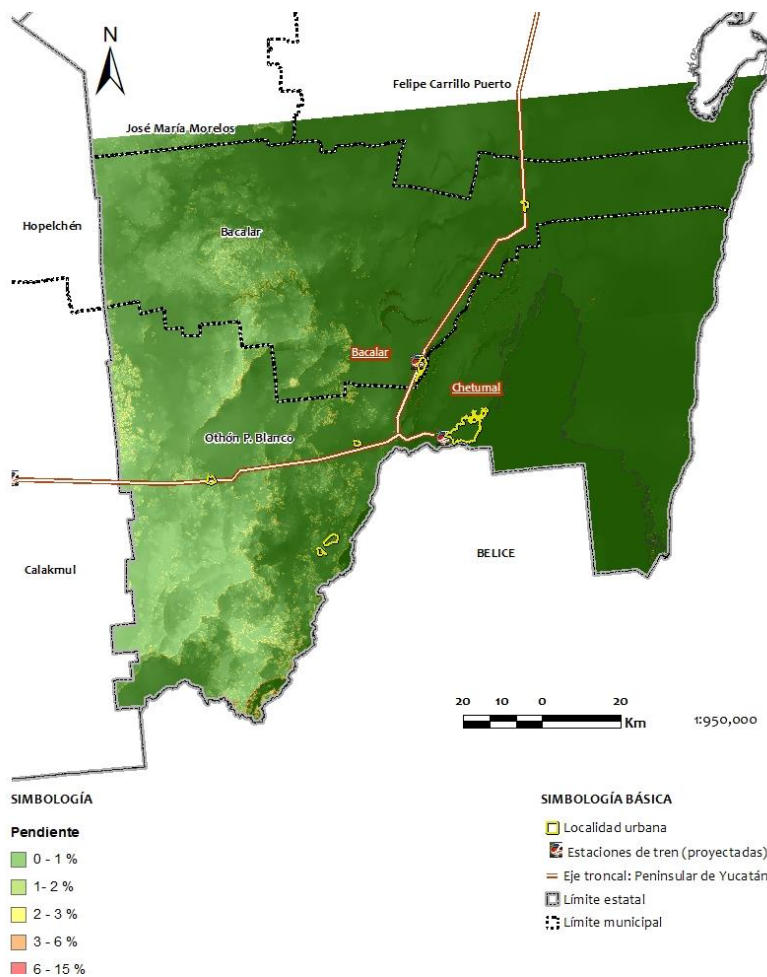 N
Felipe Carrillo Puerto
José María Morelos
Hopelchén
Bacalar
Bacalar
Chetumal
Othón P. Blanco
Calakmul
BELICE
20 10 0 20
Km
1:950,000
SIMBOLOGÍA
Pendiente
0 - 1 %
1- 2 %
2 - 3 %
3 - 6 %
6 - 15 %
SIMBOLOGÍA BÁSICA
Localidad urbana
Estaciones de tren (proyectadas)
Eje troncal: Peninsular de Yucatán
Límite estatal
Límite municipal